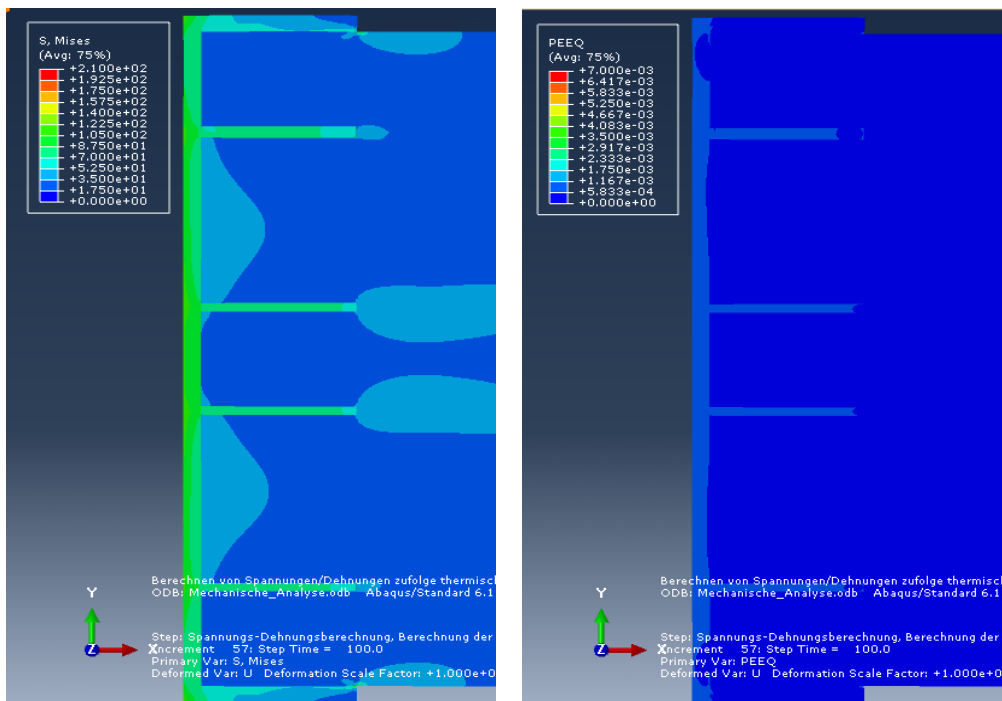 S, Mises
(Avg: 75%)
+2.100e+02
+1.925e+02
+1.750e+02
+1.575e+02
+1.400e+02
+1.225e+02
+1.050e+02
+8.750e+01
+7.000e+01
+5.250e+01
+3.500e+01
+1.750e+01
+0.000e+00
Y
X
Z
Berechnen von Spannungen/Dehnungen zufolge thermiscl
ODB: Mechanische_Analyse.odb Abaqus/Standard 6.1
Step: Spannungs-Dehnungsberechnung, Berechnung der
Increment 57: Step Time = 100.0
Primary Var: S, Mises
Deformed Var: U Deformation Scale Factor: +1.000e+0
PEEQ
(Avg: 75%)
+7.000e-03
+6.417e-03
+5.833e-03
+5.250e-03
+4.667e-03
+4.083e-03
+3.500e-03
+2.917e-03
+2.333e-03
+1.750e-03
+1.167e-03
+5.833e-04
+0.000e+00
Y
X
Z
Berechnen von Spannungen/Dehnungen zufolge thermiscl
ODB: Mechanische_Analyse.odb Abaqus/Standard 6.1
Step: Spannungs-Dehnungsberechnung, Berechnung der
Increment 57: Step Time = 100.0
Primary Var: PEEQ
Deformed Var: U Deformation Scale Factor: +1.000e+0